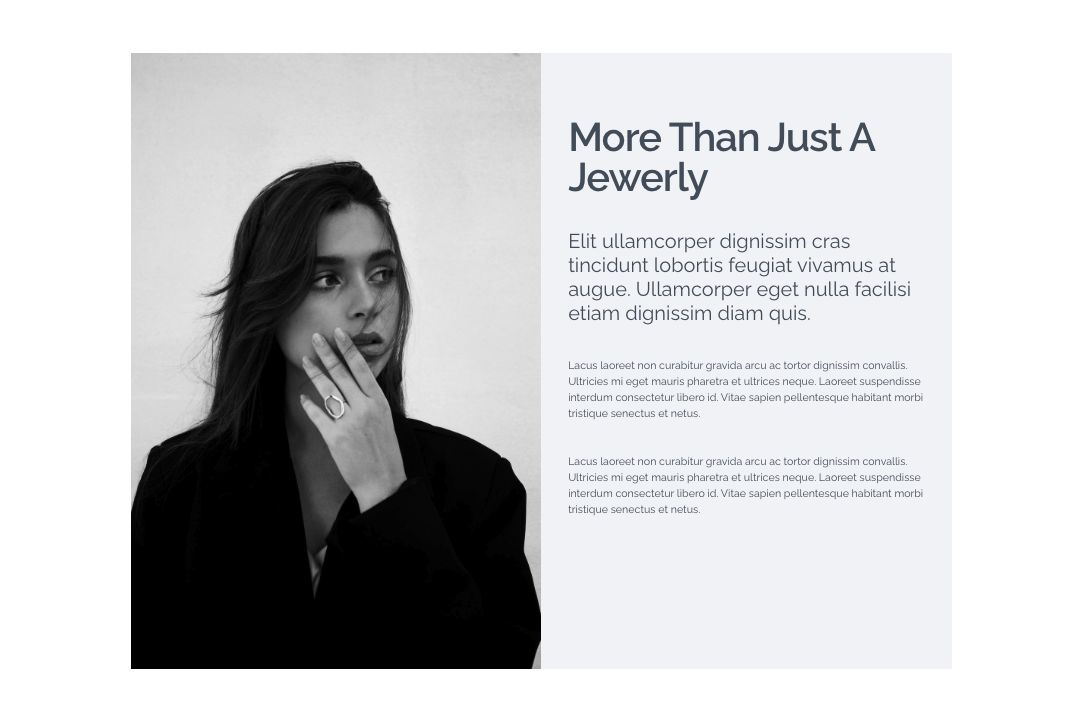 More Than Just A
Jewerly
Elit ullamcorper dignissim cras
tincidunt lobortis feugiat vivamus at
augue. Ullamcorper eget nulla facilisi
etiam dignissim diam quis.
Lacus laoreet non curabitur gravida arcu ac tortor dignissim convallis.
Ultricies mi eget mauris pharetra et ultrices neque. Laoreet suspendisse
interdum consectetur libero id. Vitae sapien pellentesque habitant morbi
tristique senectus et netus.
Lacus laoreet non curabitur gravida arcu ac tortor dignissim convallis.
Ultricies mi eget mauris pharetra et ultrices neque. Laoreet suspendisse
interdum consectetur libero id. Vitae sapien pellentesque habitant morbi
tristique senectus et netus.